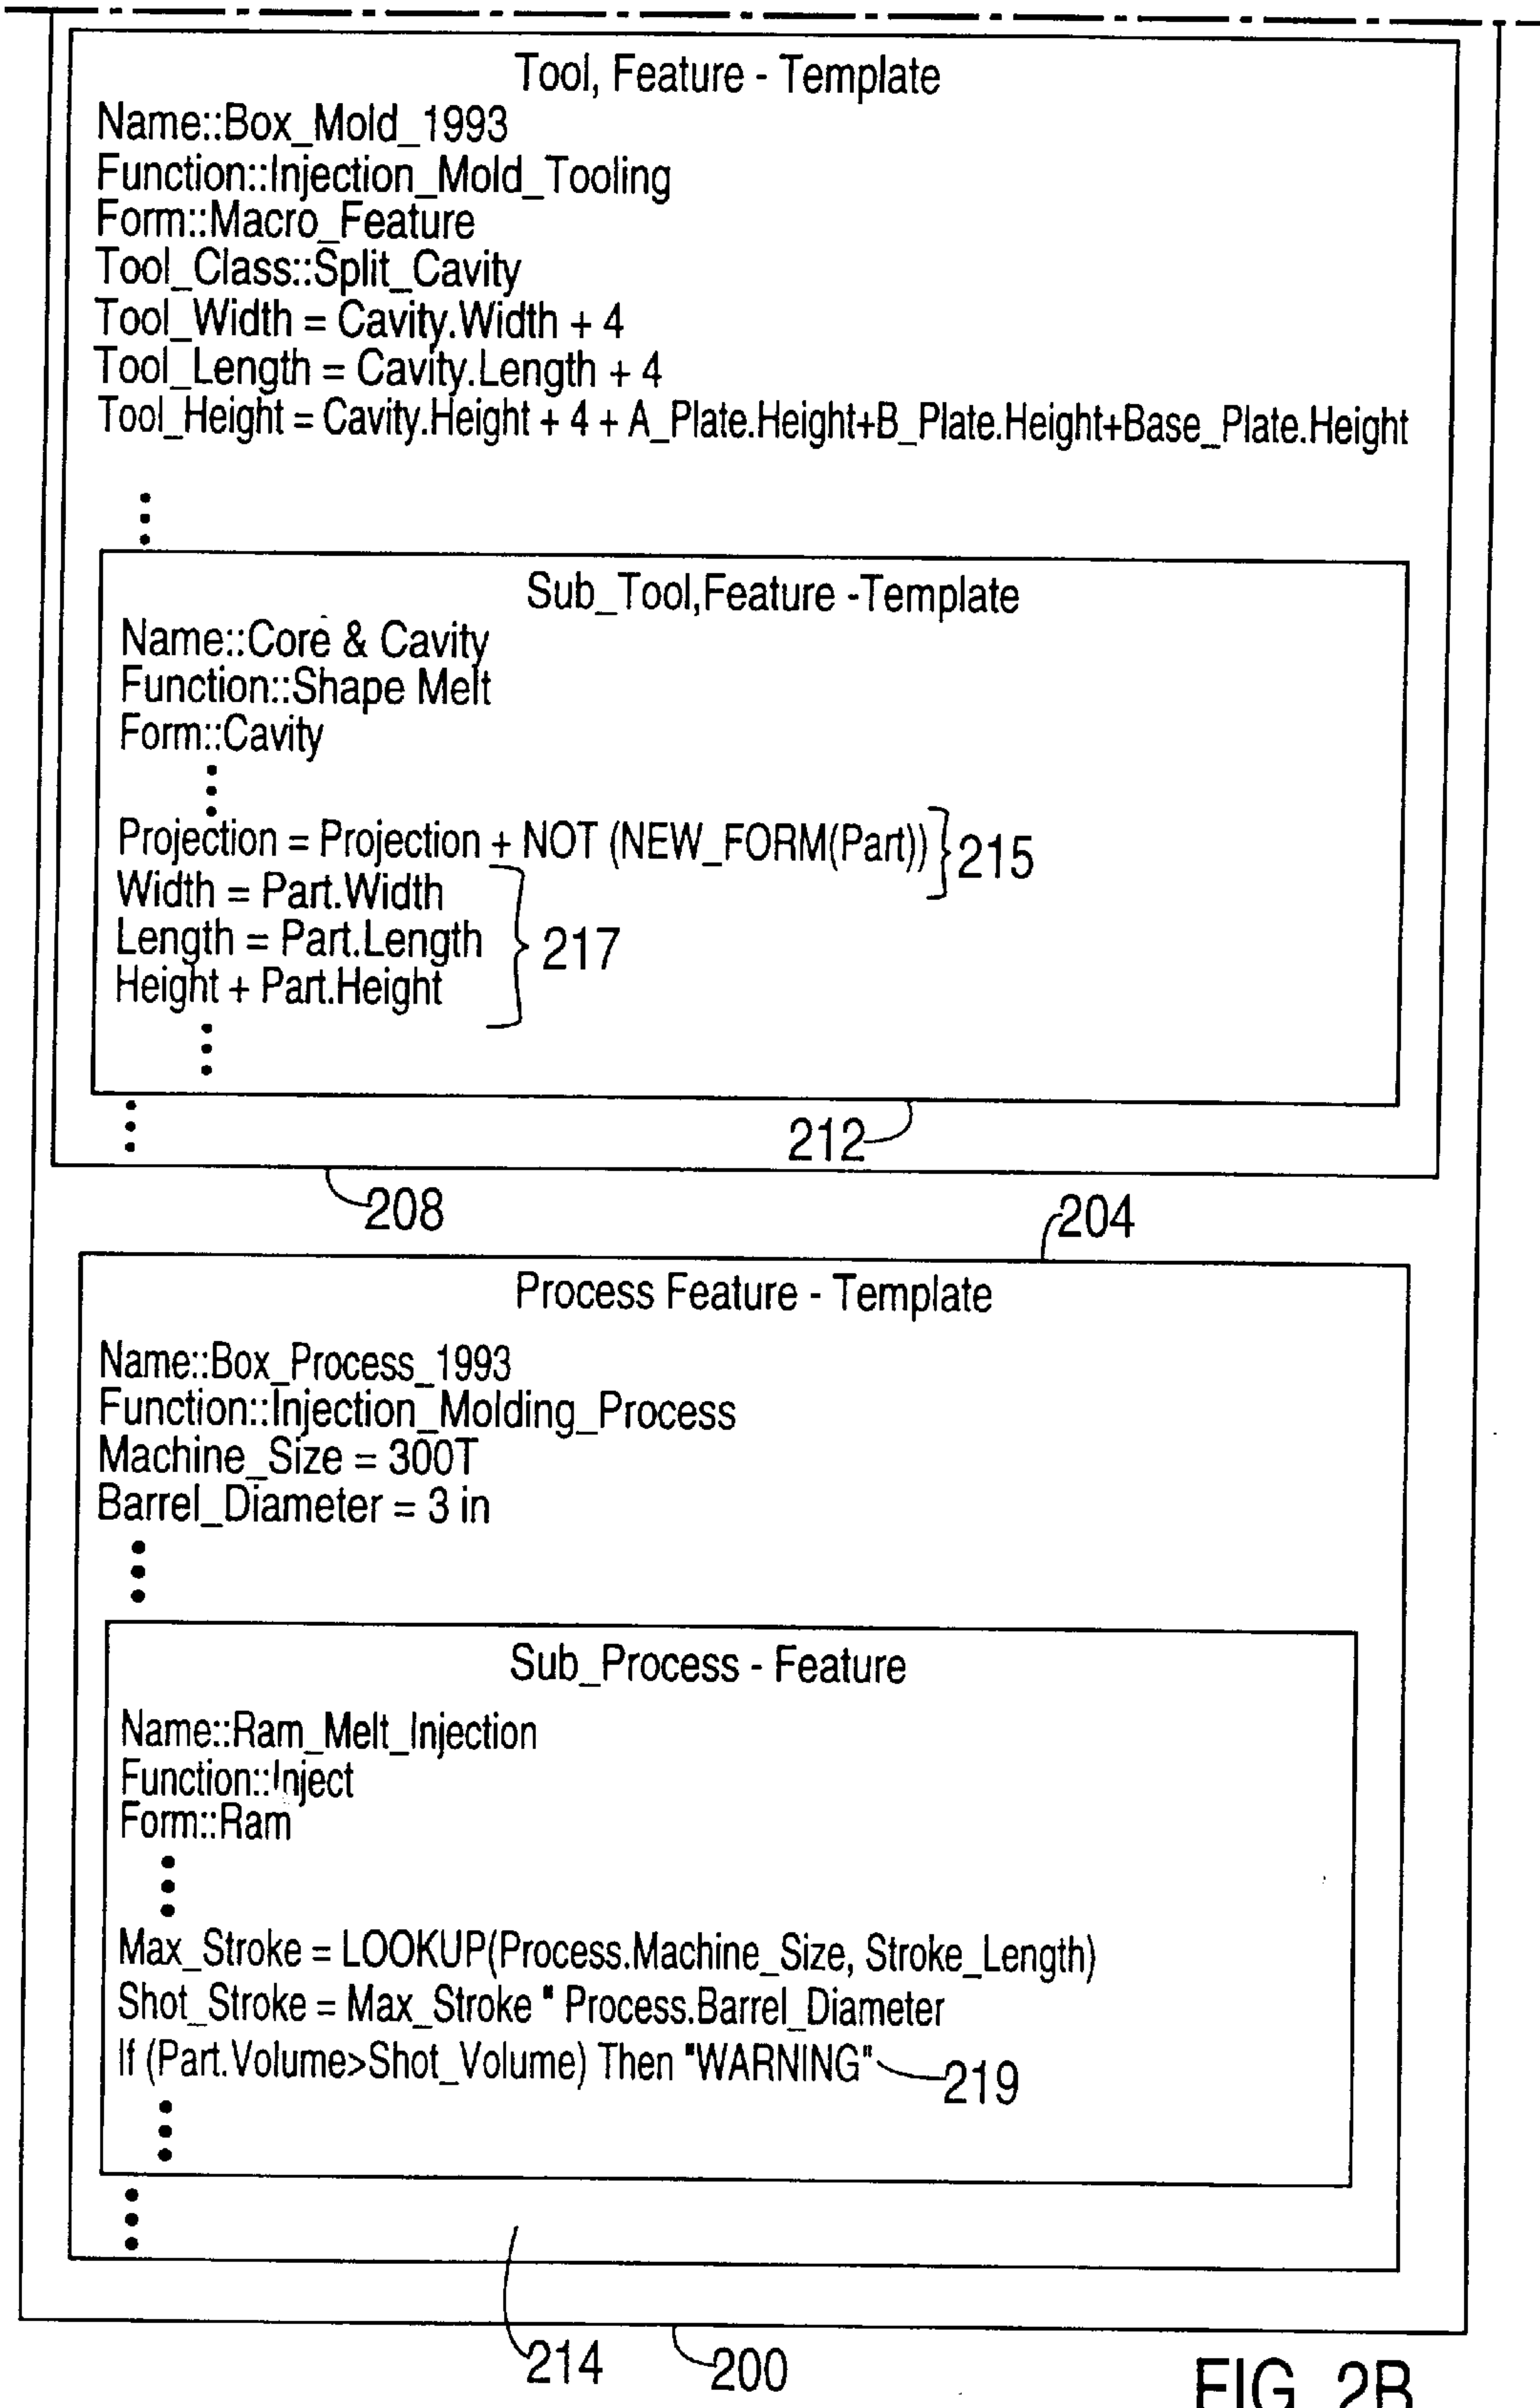 Tool, Feature - Template
Name::Box_Mold_1993
Function::Injection_Mold_Tooling
Form::Macro_Feature
Tool_Class::Split_Cavity
Tool_Width = Cavity.Width + 4
Tool_Length = Cavity.Length + 4
Tool_Height = Cavity.Height + 4 + A_Plate.Height+B_Plate.Height+Base_Plate.Height
Sub_Tool,Feature -Template
Name::Core & Cavity
Function::Shape Melt
Form::Cavity
Projection = Projection + NOT (NEW_FORM(Part)) 215
Width = Part.Width
Length = Part.Length 217
Height + Part.Height
212
208
204
Process Feature - Template
Name::Box_Process_1993
Function::Injection_Molding_Process
Machine_Size = 300T
Barrel_Diameter = 3 in
Sub_Process - Feature
Name::Ram_Melt_Injection
Function::Inject
Form::Ram
Max_Stroke = LOOKUP(Process.Machine_Size, Stroke_Length)
Shot_Stroke = Max_Stroke * Process.Barrel_Diameter
If (Part.Volume>Shot_Volume) Then "WARNING" 219
214 200
FIG. 2B